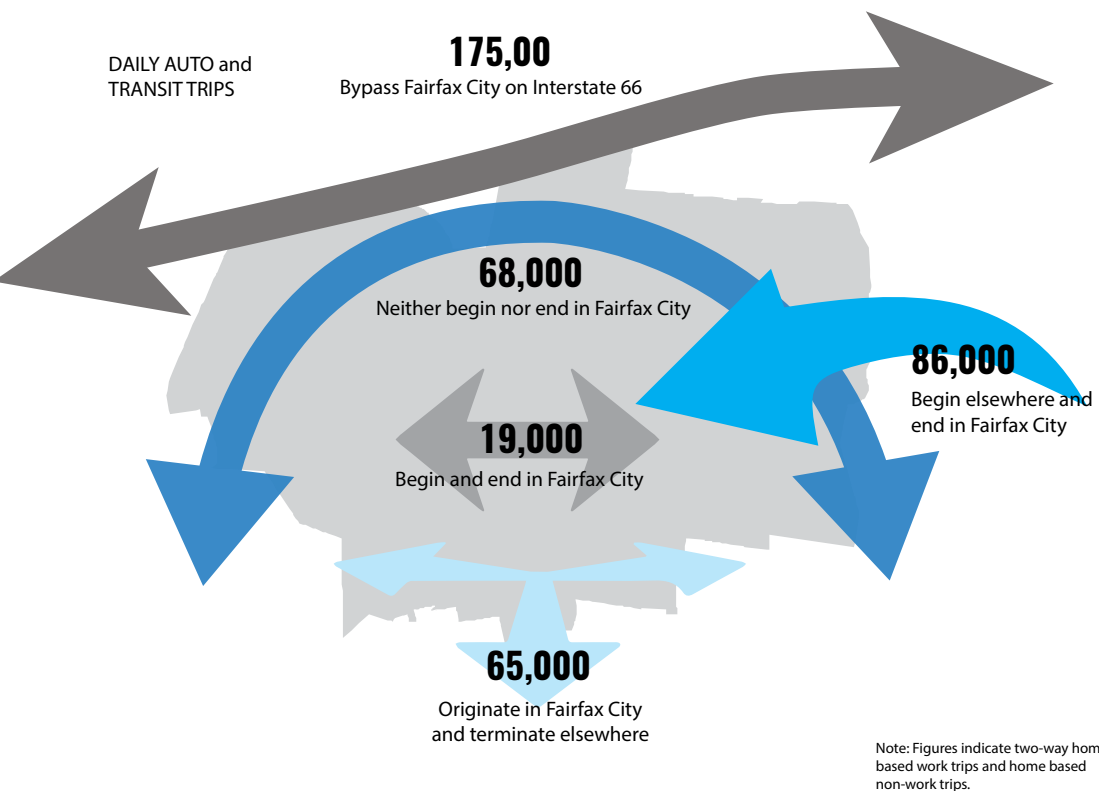 DAILY AUTO and
TRANSIT TRIPS
175,00
Bypass Fairfax City on Interstate 66
68,000
Neither begin nor end in Fairfax City
86,000
Begin elsewhere and
end in Fairfax City
19,000
Begin and end in Fairfax City
65,000
Originate in Fairfax City
and terminate elsewhere
Note: Figures indicate two-way hom
based work trips and home based
non-work trips.